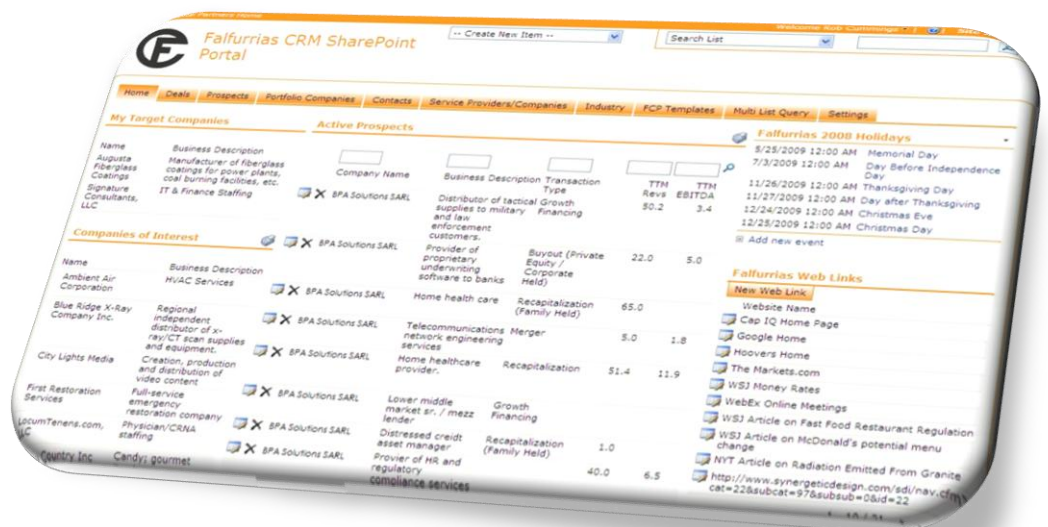 Partners Home
Welcome Rob Cummings
Falfurrias CRM SharePoint
Portal
-- Create New Item --
Search List
Home Deals Prospects Portfolio Companies Contacts Service Providers/Companies Industry FCP Templates Multi List Query Settings
My Target Companies
Name Business Description
Augusta Fiberglass Coatings
Manufacturer of fiberglass
coatings for power plants,
coal burning facilities, etc.
Signature Consultants, LLC
IT & Finance Staffing
Companies of Interest
Name Business Description
Ambient Air Corporation
HVAC Services
Blue Ridge X-Ray Company Inc.
Regional
independent
distributor of x-
ray/CT scan supplies
and equipment.
City Lights Media
Creation, production
and distribution of
video content
First Restoration Services
Full-service
emergency
restoration company
LocumTenens.com,
Physician/CRNA
staffing
Country Inc Candy; gourmet
Active Prospects
Company Name Business Description Transaction Type TTM Revs TTM EBITDA
BPA Solutions SARL
Distributor of tactical
supplies to military
and law
enforcement
customers.
Growth
Financing
50.2 3.4
BPA Solutions SARL
Provider of
proprietary
underwriting
software to banks
Buyout (Private
Equity /
Corporate
Held)
22.0 5.0
BPA Solutions SARL
Home health care
Recapitalization
(Family Held)
65.0
BPA Solutions SARL
Telecommunications
network engineering
services
Merger
5.0 1.8
BPA Solutions SARL
Home healthcare
provider.
Recapitalization
51.4 11.9
BPA Solutions SARL
Lower middle
market sr. / mezz
lender
Growth
Financing
BPA Solutions SARL
Distressed creidt
asset manager
Recapitalization
(Family Held)
1.0
BPA Solutions SARL
Provier of HR and
regulatory
compliance services
40.0 6.5
Falfurrias 2008 Holidays
5/25/2009 12:00 AM Memorial Day
7/3/2009 12:00 AM Day Before Independence
Day
11/26/2009 12:00 AM Thanksgiving Day
11/27/2009 12:00 AM Day after Thanksgiving
12/24/2009 12:00 AM Christmas Eve
12/25/2009 12:00 AM Christmas Day
Add new event
Falfurrias Web Links
New Web Link
Website Name
Cap IQ Home Page
Google Home
Hoovers Home
The Markets.com
WSJ Money Rates
WebEx Online Meetings
WSJ Article on Fast Food Restaurant Regulation
WSJ Article on McDonald's potential menu
change
NYT Article on Radiation Emitted From Granite
http://www.synergeticdesign.com/sdi/nav.cfm?
cat=22&subcat=97&subsub=0&id=22